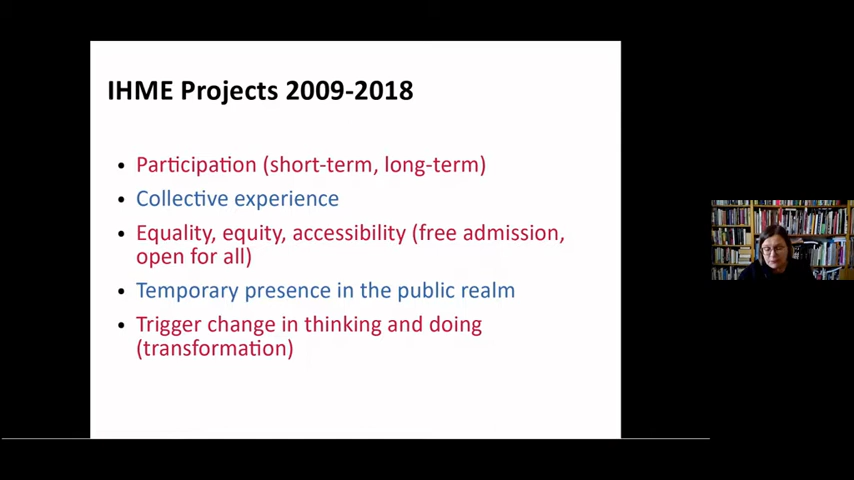 IHME Projects 2009-2018
• Participation (short-term, long-term)
• Collective experience
• Equality, equity, accessibility (free admission,
open for all)
• Temporary presence in the public realm
• Trigger change in thinking and doing
(transformation)